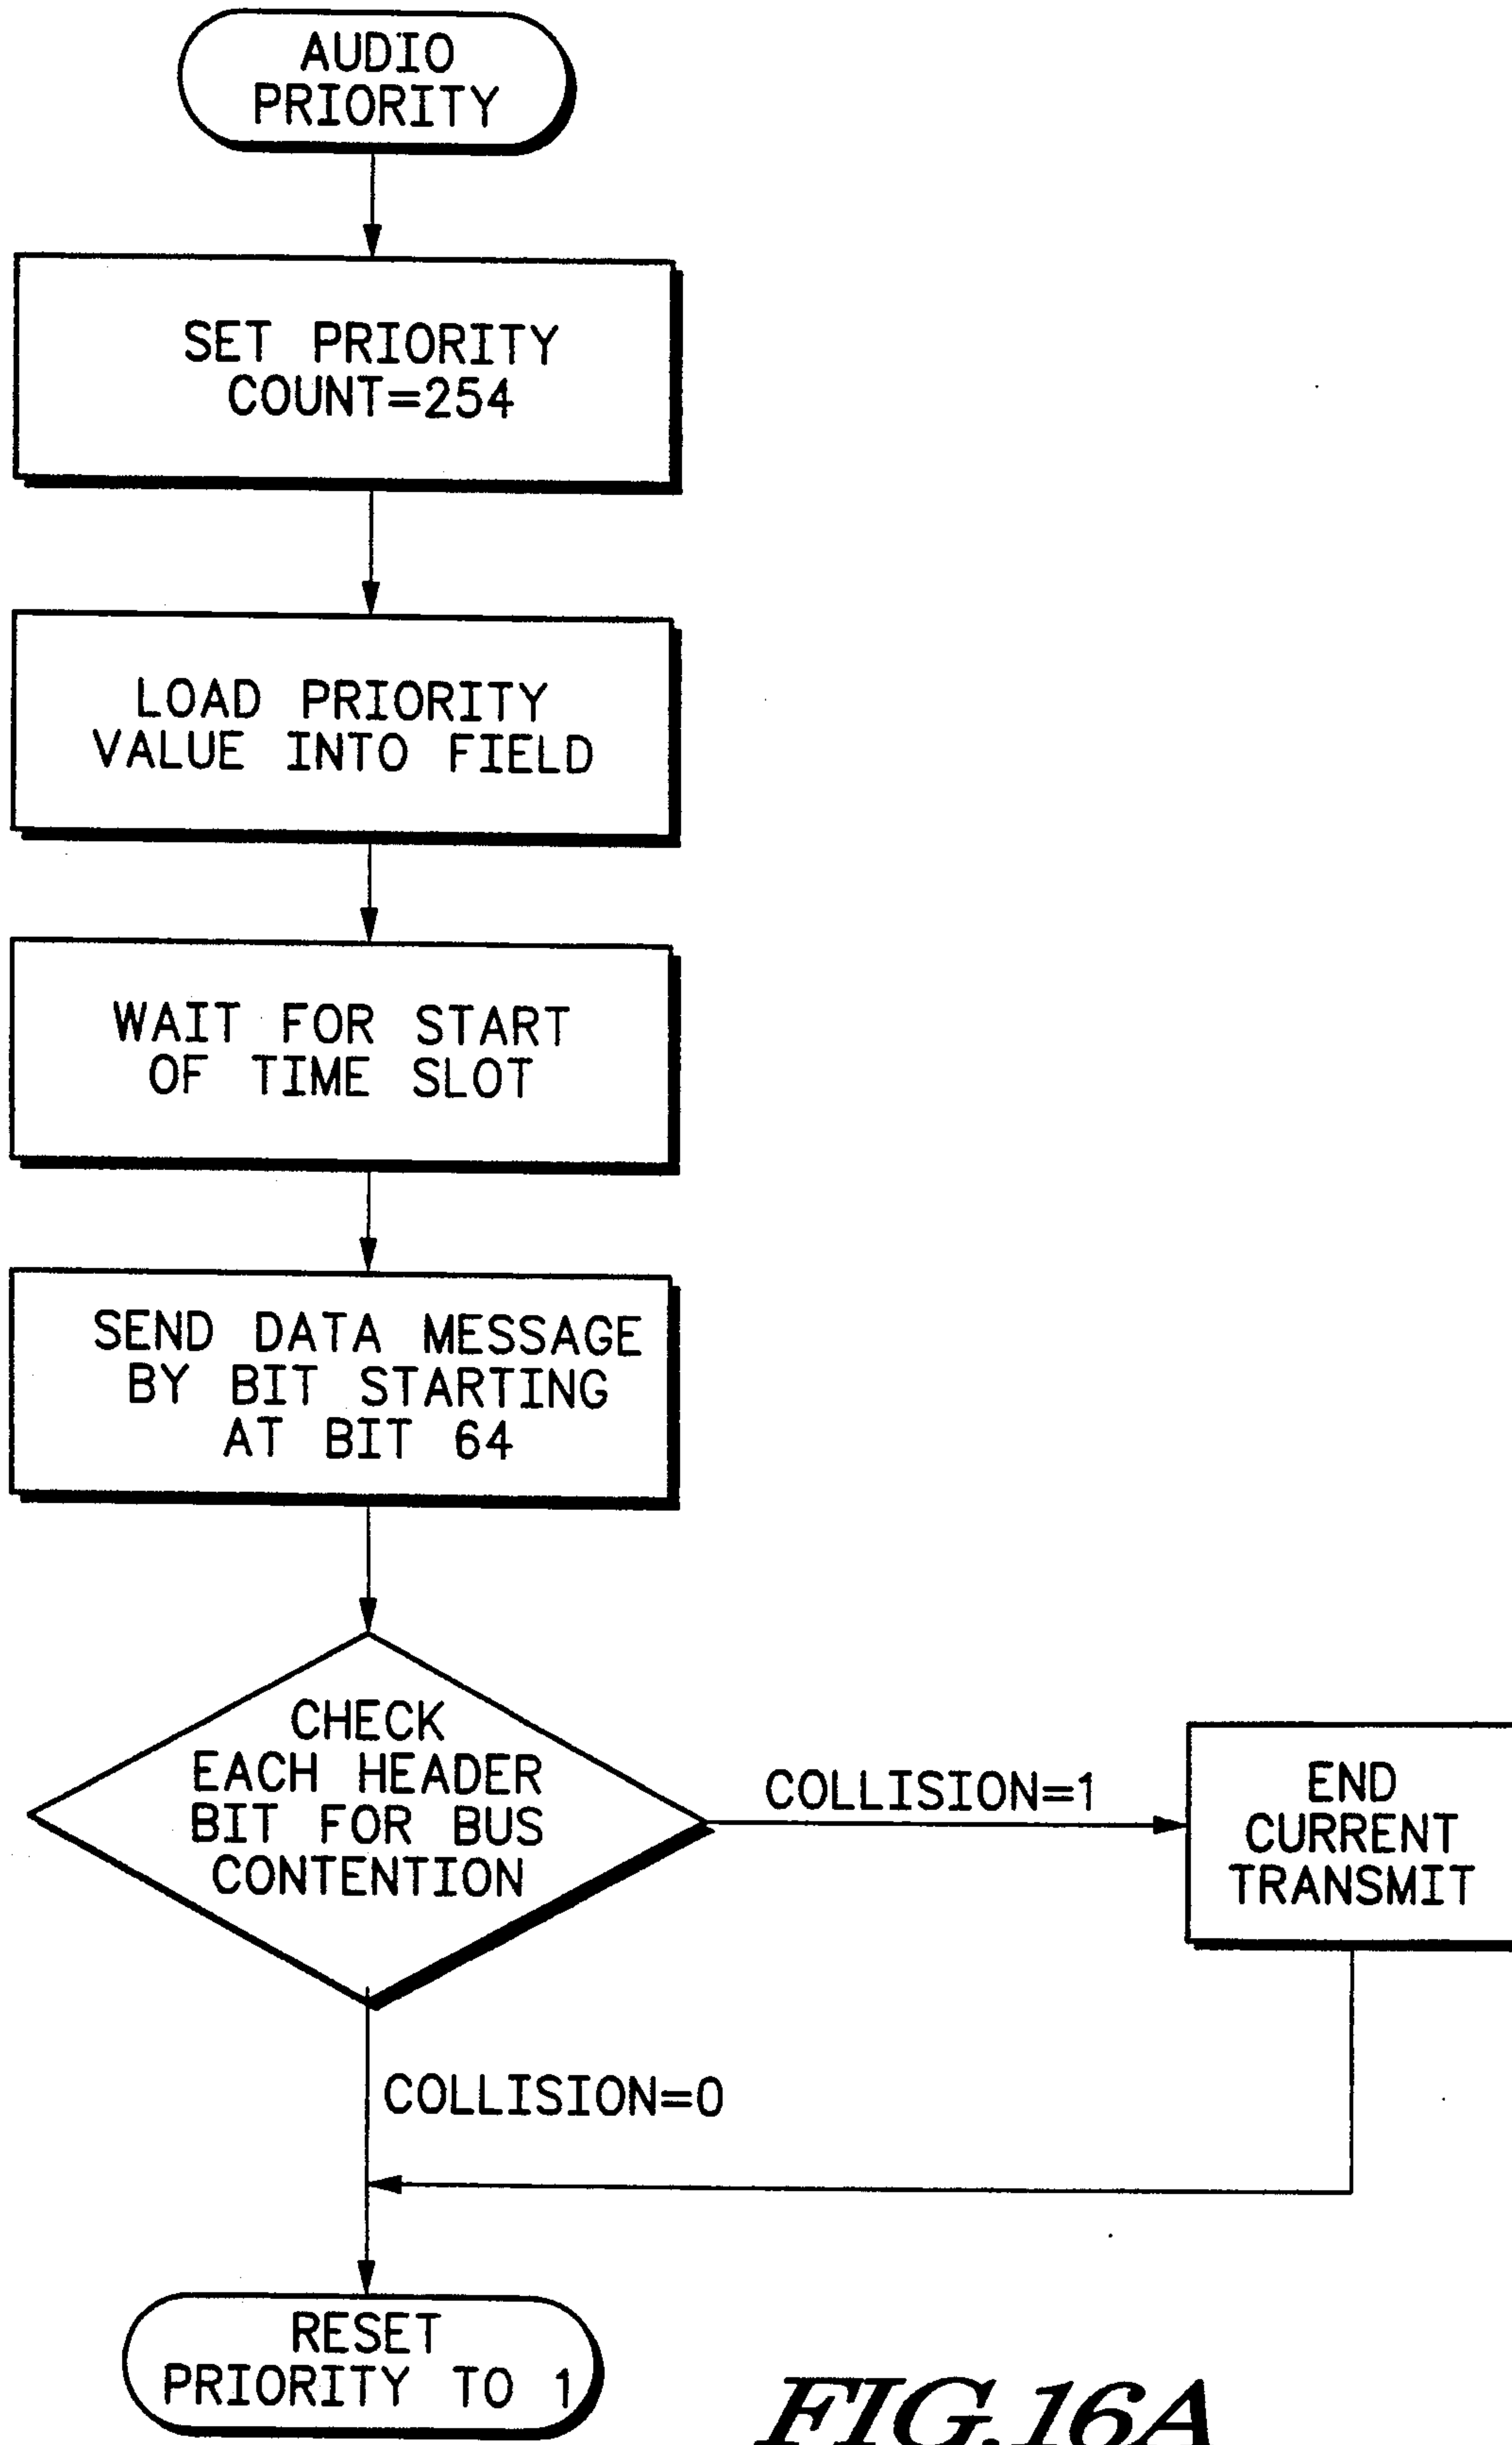 AUDIO
PRIORITY
SET PRIORITY
COUNT=254
LOAD PRIORITY
VALUE INTO FIELD
WAIT FOR START
OF TIME SLOT
SEND DATA MESSAGE
BY BIT STARTING
AT BIT 64
CHECK
EACH HEADER
BIT FOR BUS
CONTENTION
COLLISION=1
END
CURRENT
TRANSMIT
COLLISION=0
RESET
PRIORITY TO 1
FIG.16A